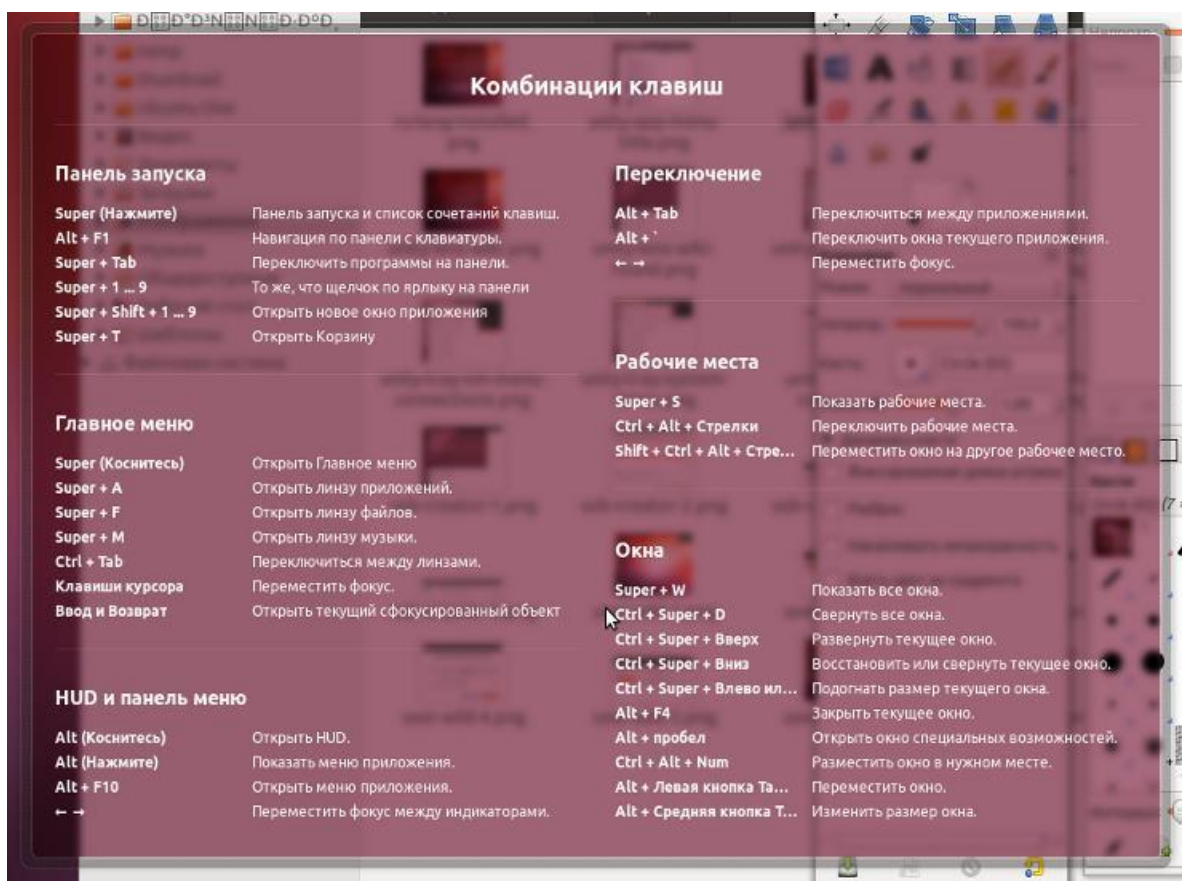 Комбинации клавиш
Панель запуска
Super (Нажмите) Панель запуска и список сочетаний клавиш.
Alt + F1 Навигация по панели с клавиатуры.
Super + Tab Переключить программы на панели.
Super + 1 ... 9 То же, что щелчок по ярлыку на панели
Super + Shift + 1 ... 9 Открыть новое окно приложения
Super + T Открыть Корзину
Главное меню
Super (Коснитесь) Открыть Главное меню
Super + A Открыть линзу приложений.
Super + F Открыть линзу файлов.
Super + M Открыть линзу музыки.
Ctrl + Tab Переключиться между линзами.
Клавиши курсора Переместить фокус.
Ввод и Возврат Открыть текущий сфокусированный объект
HUD и панель меню
Alt (Коснитесь) Открыть HUD.
Alt (Нажмите) Показать меню приложения.
Alt + F10 Открыть меню приложения.
← → Переместить фокус между индикаторами.
Переключение
Alt + Tab Переключиться между приложениями.
Alt + ` Переключить окна текущего приложения.
← → Переместить фокус.
Рабочие места
Super + S Показать рабочие места.
Ctrl + Alt + Стрелки Переключить рабочие места.
Shift + Ctrl + Alt + Стре... Переместить окно на другое рабочее место.
Окна
Super + W Показать все окна.
Ctrl + Super + D Свернуть все окна.
Ctrl + Super + Вверх Развернуть текущее окно.
Ctrl + Super + Вниз Восстановить или свернуть текущее окно.
Ctrl + Super + Влево ил... Подогнать размер текущего окна.
Alt + F4 Закрыть текущее окно.
Alt + пробел Открыть окно специальных возможностей.
Ctrl + Alt + Num Разместить окно в нужном месте.
Alt + Левая кнопка Та... Переместить окно.
Alt + Средняя кнопка Т... Изменить размер окна.